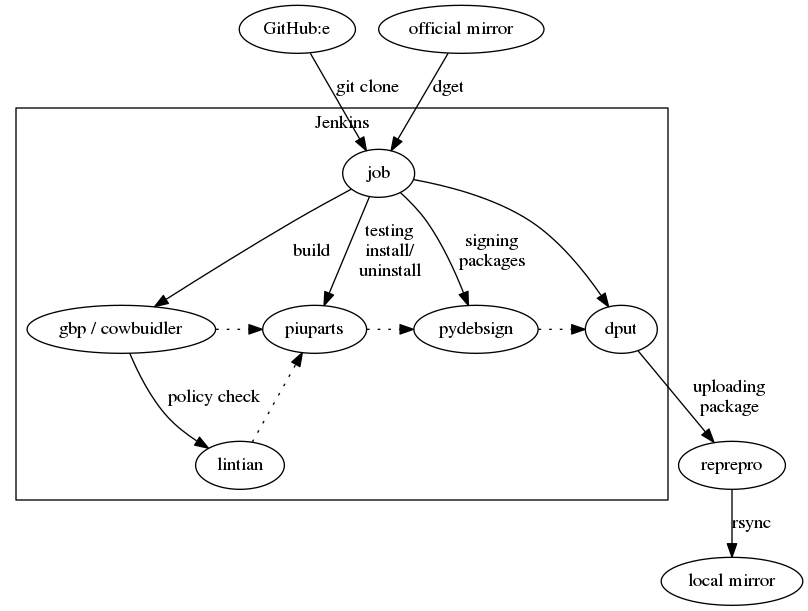 GitHub:e
official mirror
git clone
dget
Jenkins
job
build
testing
install/
uninstall
signing
packages
gbp / cowbuidler
piuparts
pydebsign
dput
policy check
uploading
package
lintian
reprepro
rsync
local mirror